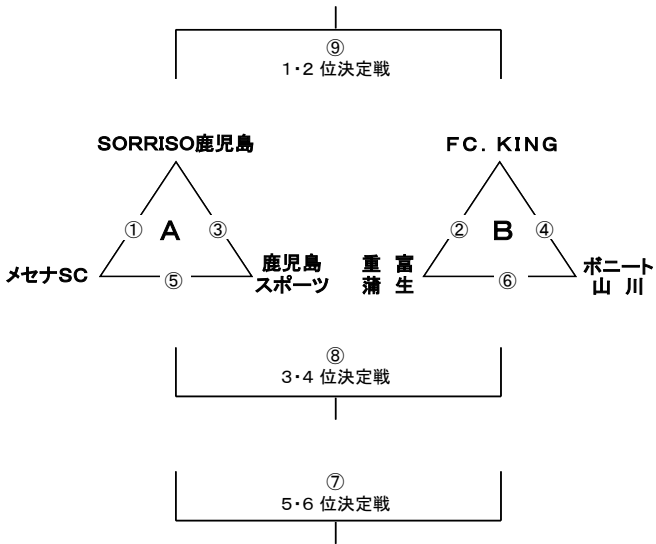 ⑨
1・2 位決定戦
SORRISO鹿児島
FC. KING
① A ③
② B ④
メセナSC
⑤
鹿児島
スポーツ
重 富
蒲 生
⑥
ボニート
山 川
⑧
3・4 位決定戦
⑦
5・6 位決定戦